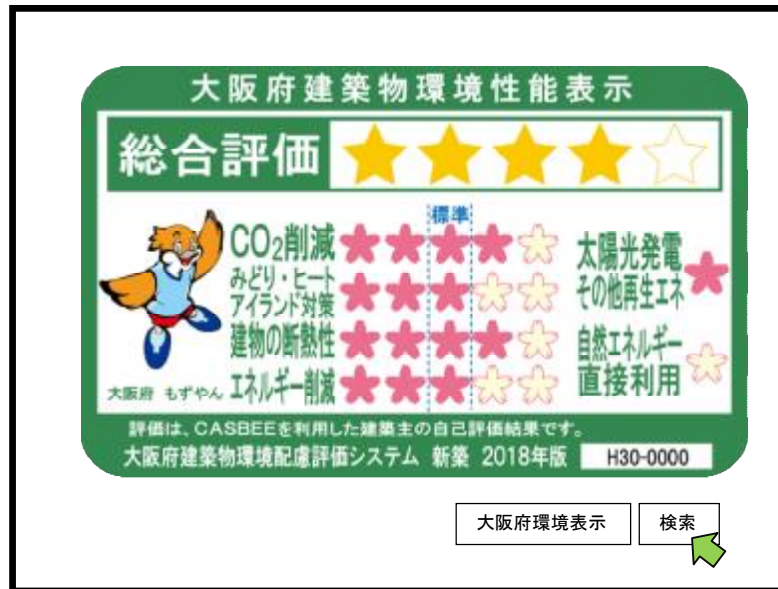 大阪府建築物環境性能表示
総合評価
標準
CO₂削減
みどり・ヒート
アイランド対策
建物の断熱性
エネルギー削減
太陽光発電
その他再生エネ
自然エネルギー
直接利用
大阪府 もずやん
評価は、CASBEEを利用した建築主の自己評価結果です。
大阪府建築物環境配慮評価システム 新築 2018年版 H30-0000
大阪府環境表示 検索